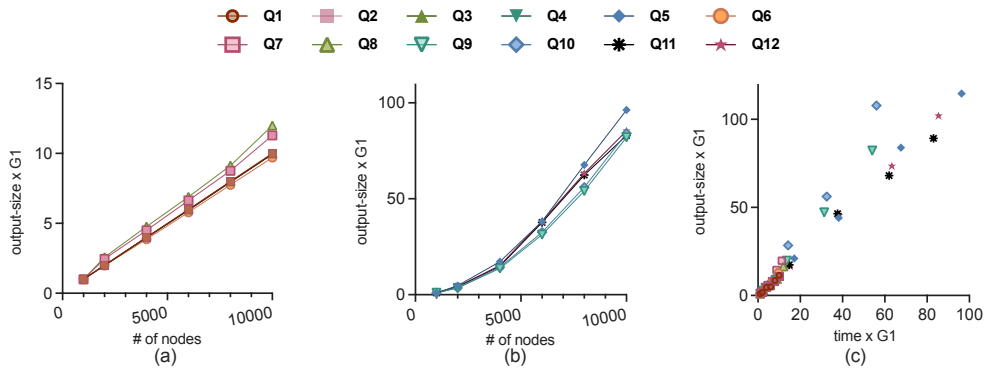 Q1 Q2 Q3 Q4 Q5 Q6
Q7 Q8 Q9 Q10 Q11 Q12
output-size x G1
15
10
5
0
5000
10000
# of nodes
(a)
output-size x G1
100
50
0
5000
10000
# of nodes
(b)
output-size x G1
100
50
0
0 20 40 60 80 100
time x G1
(c)